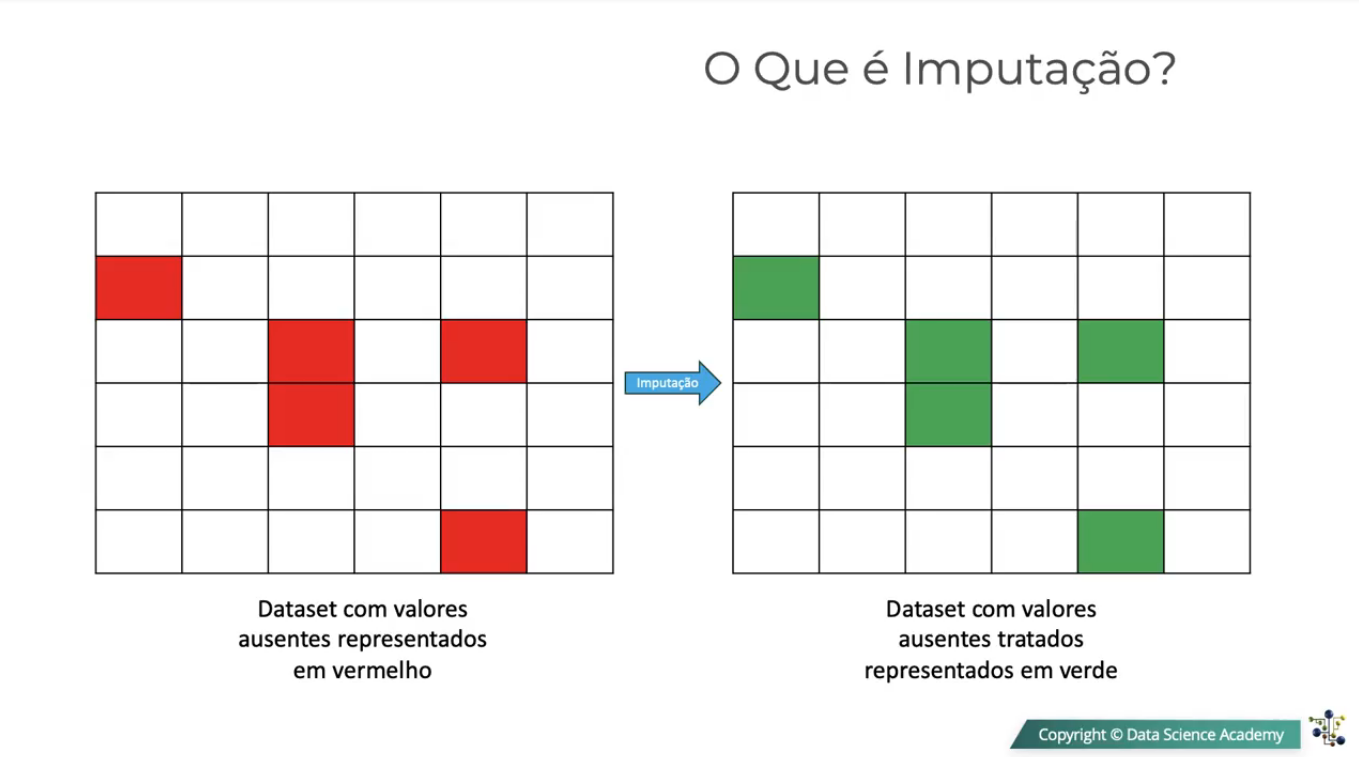 O Que é Imputação?
Imputação
Dataset com valores
ausentes representados
em vermelho
Dataset com valores
ausentes tratados
representados em verde
Copyright © Data Science Academy